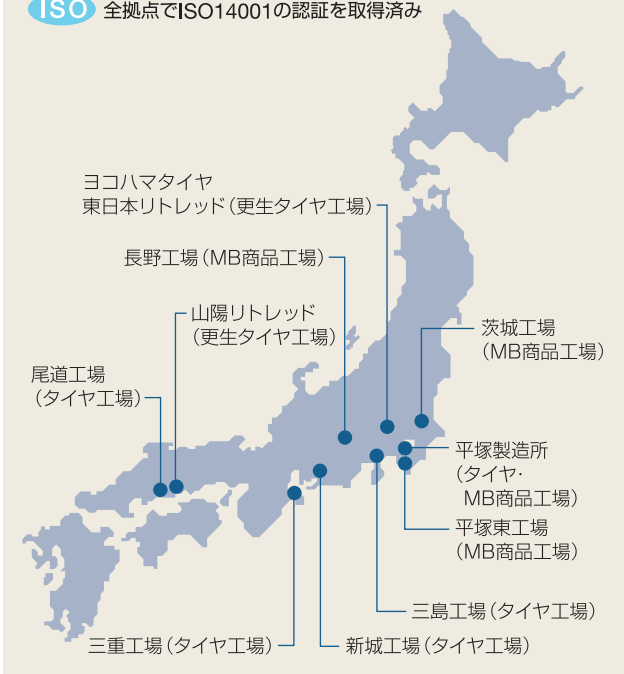 ISO 全拠点でISO14001の認証を取得済み
ヨコハマタイヤ
東日本リトレッド(更生タイヤ工場)
長野工場(MB商品工場)
山陽リトレッド
(更生タイヤ工場)
尾道工場
(タイヤ工場)
茨城工場
(MB商品工場)
平塚製造所
(タイヤ・
MB商品工場)
平塚東工場
(MB商品工場)
三島工場(タイヤ工場)
三重工場(タイヤ工場)
新城工場(タイヤ工場)